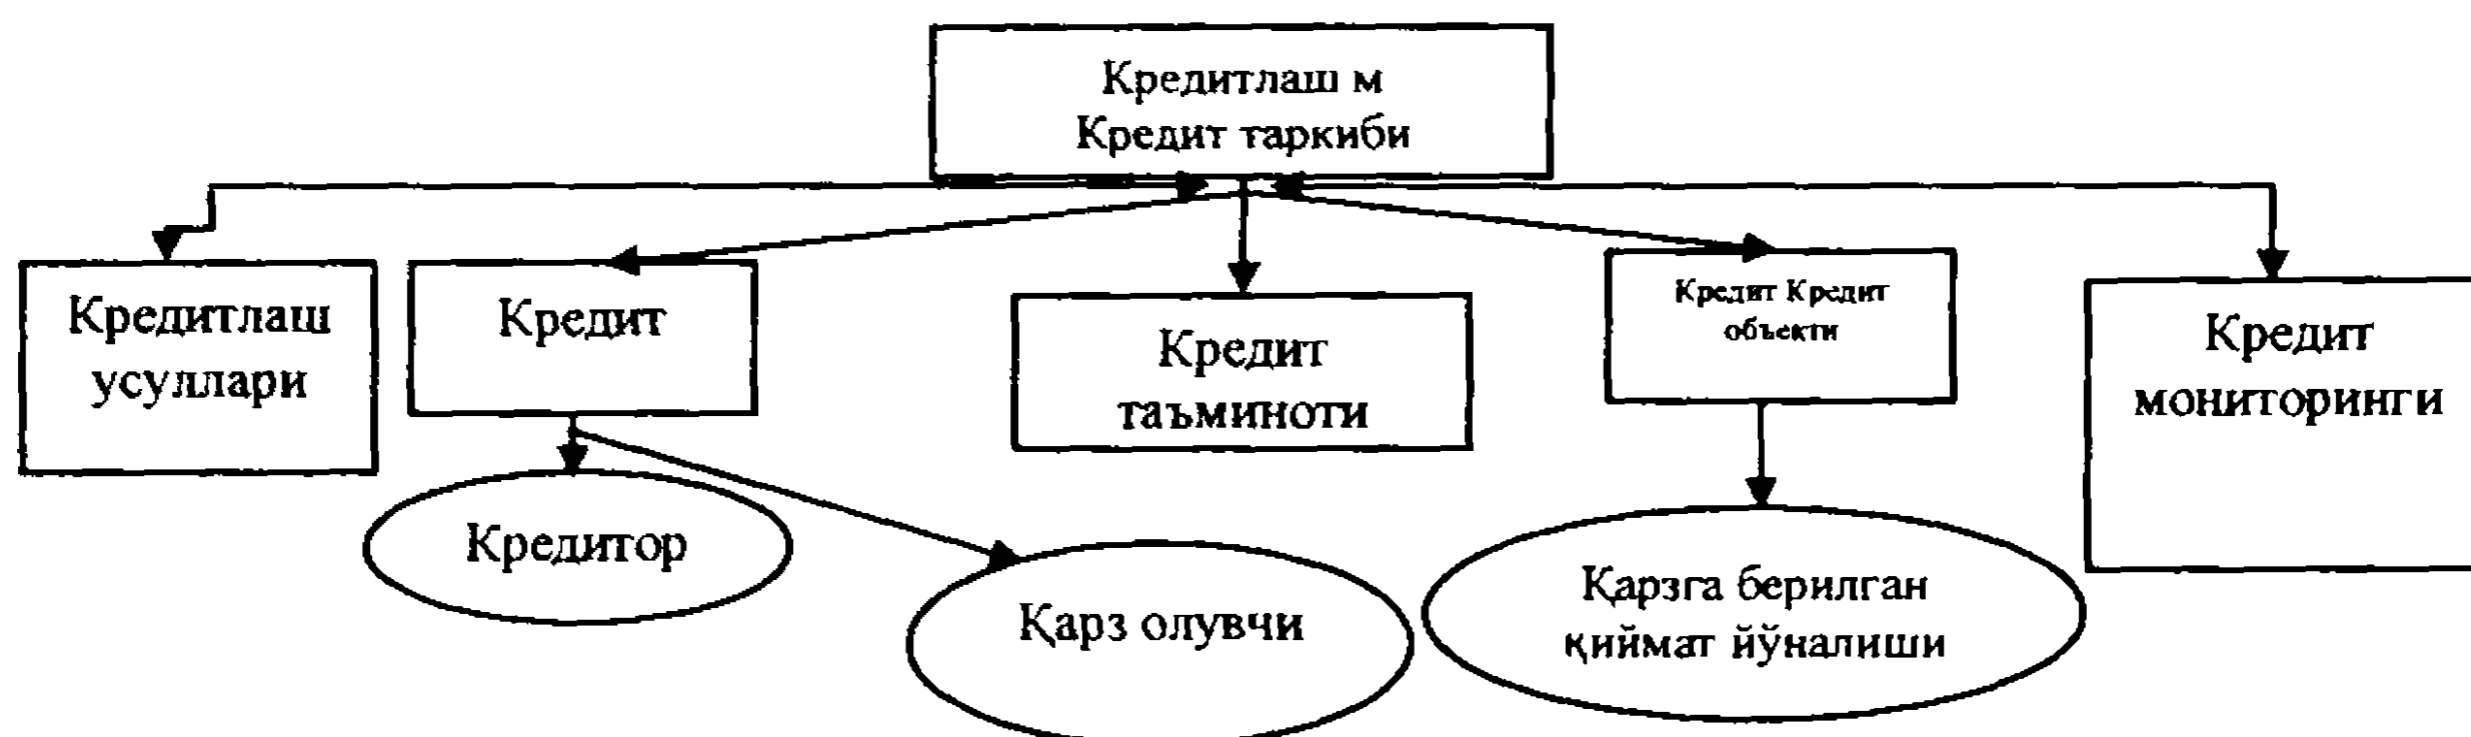 Кредитлаш м
Кредит таркиби
Кредитлаш
усуллари
Кредит
Кредит
таъминоти
Кредит Кредит
объекти
Кредит
мониторинги
Кредитор
Қарз олувчи
Қарзга берилган
қиймат йўналиши